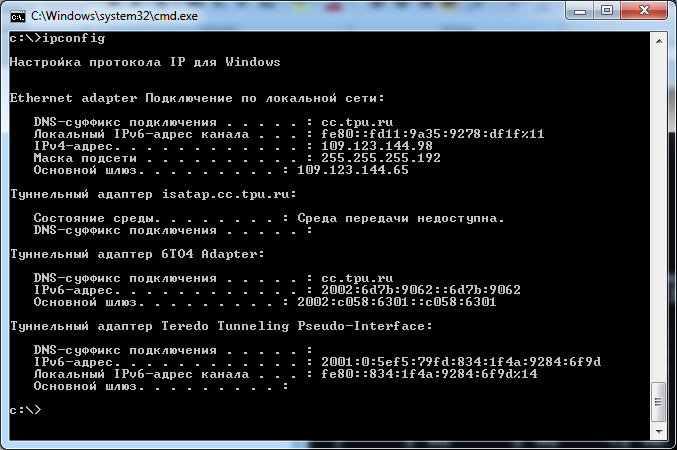 C:\Windows\system32\cmd.exe
c:\>ipconfig
Настройка протокола IP для Windows
Ethernet adapter Подключение по локальной сети:
DNS-суффикс подключения . . . . . : cc.tpu.ru
Локальный IPv6-адрес канала . . . : fe80::fd11:9a35:9278:df1f%11
IPv4-адрес. . . . . . . . . . . . : 109.123.144.98
Маска подсети . . . . . . . . . . : 255.255.255.192
Основной шлюз. . . . . . . . . : 109.123.144.65
Туннельный адаптер isatap.cc.tpu.ru:
Состояние среды. . . . . . . . : Среда передачи недоступна.
DNS-суффикс подключения . . . . . :
Туннельный адаптер 6TO4 Adapter:
DNS-суффикс подключения . . . . . : cc.tpu.ru
IPv6-адрес. . . . . . . . . . . . : 2002:6d7b:9062::6d7b:9062
Основной шлюз. . . . . . . . . : 2002:c058:6301::c058:6301
Туннельный адаптер Teredo Tunneling Pseudo-Interface:
DNS-суффикс подключения . . . . . :
IPv6-адрес. . . . . . . . . . . . : 2001:0:5ef5:79fd:834:1f4a:9284:6f9d
Локальный IPv6-адрес канала . . . : fe80::834:1f4a:9284:6f9d%14
Основной шлюз. . . . . . . . . :
c:\>